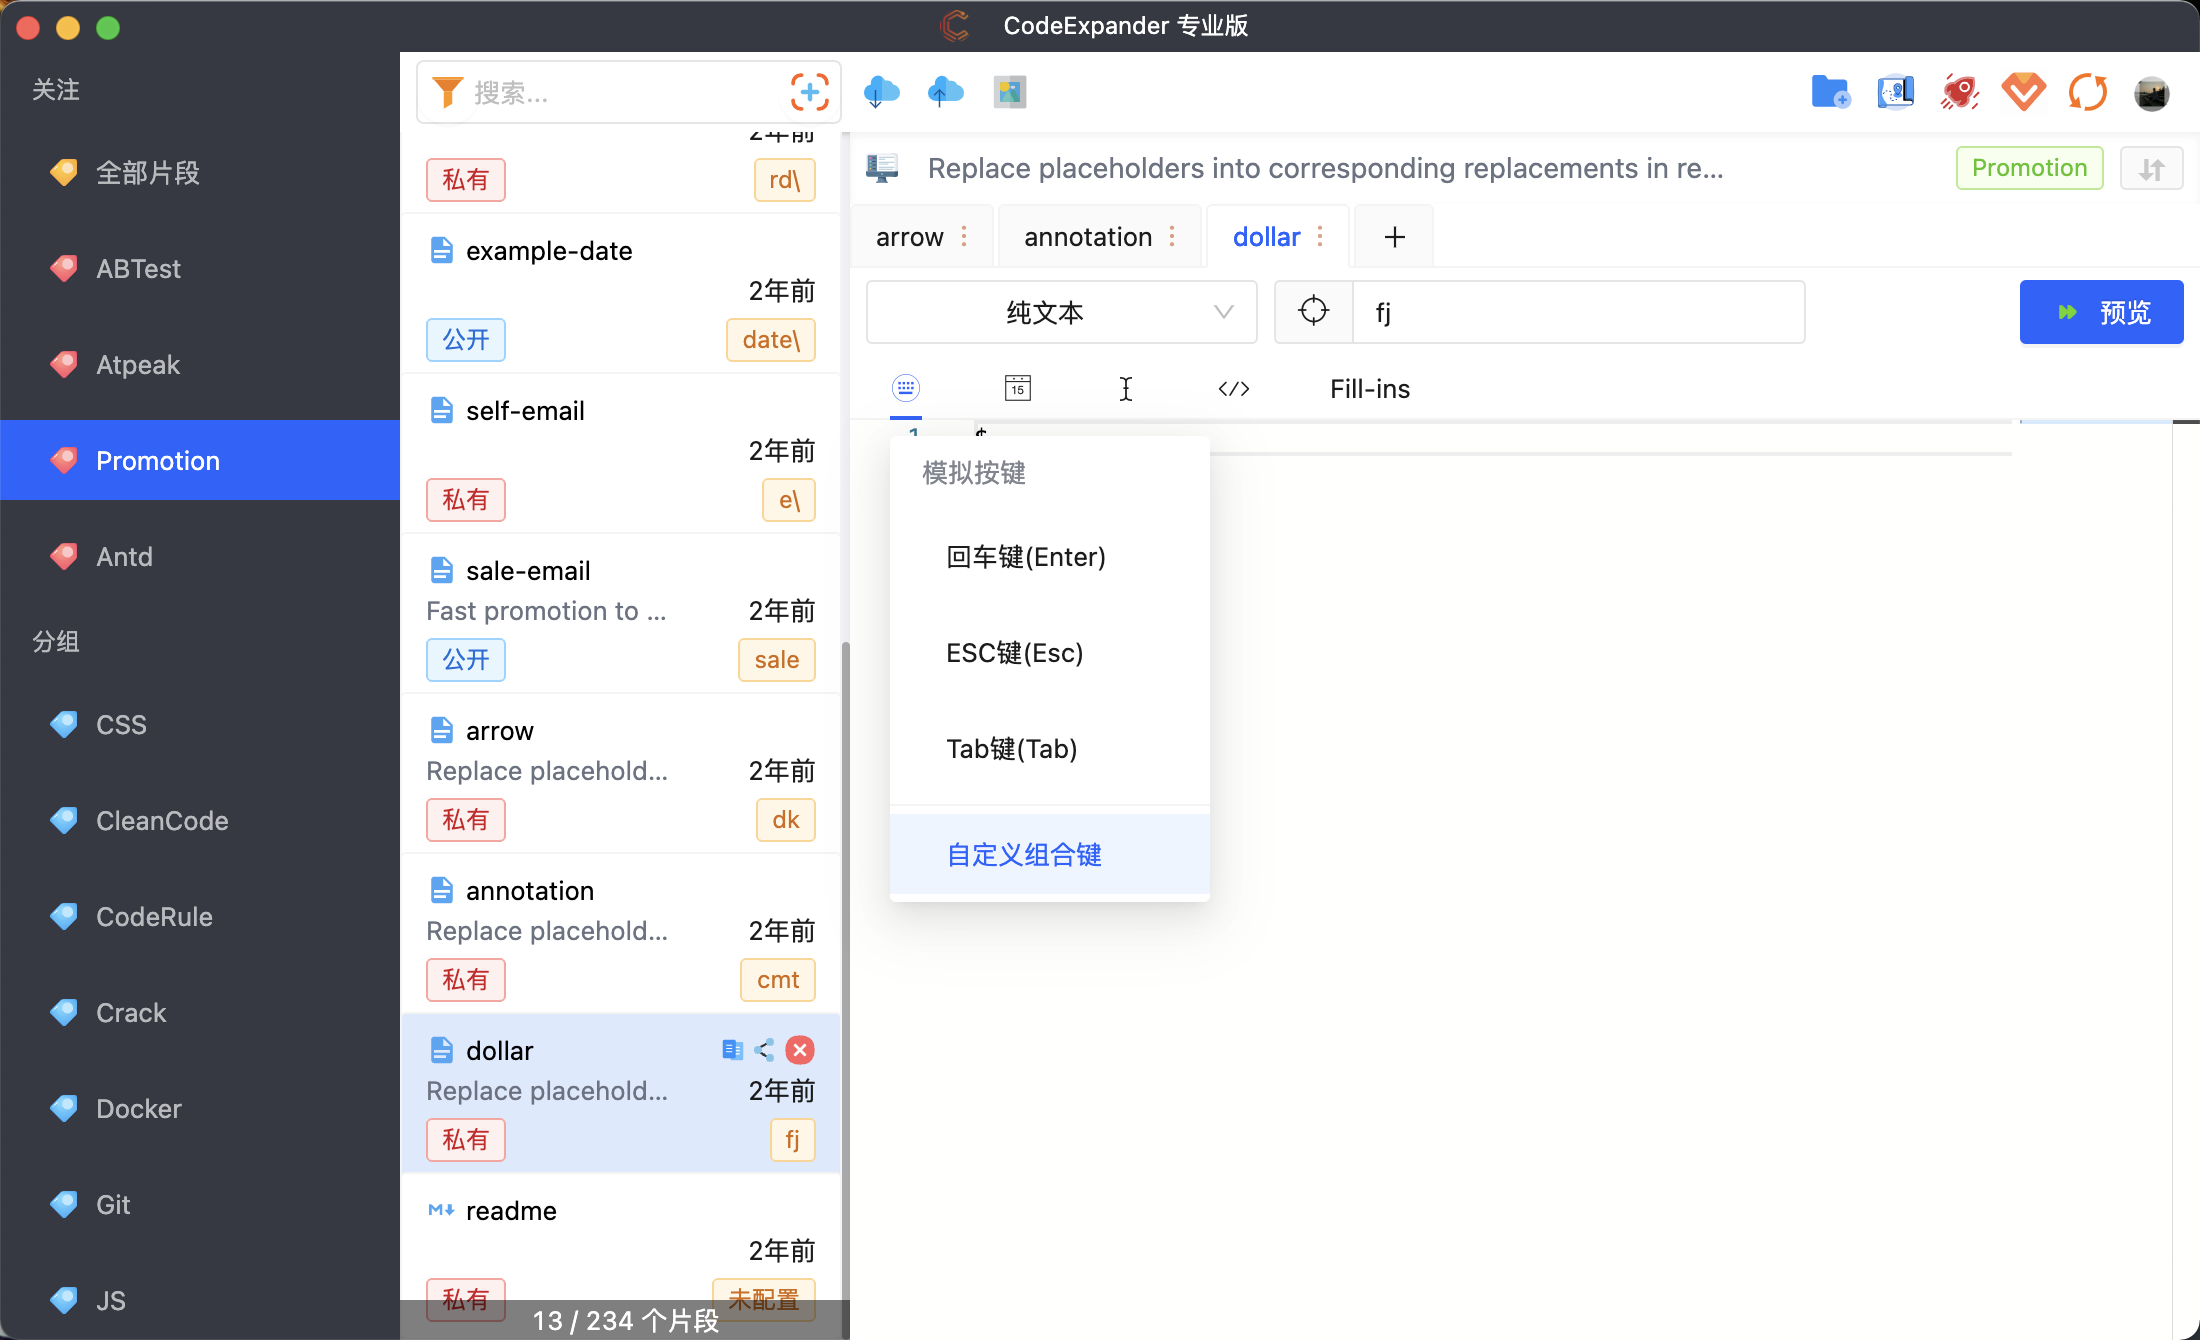 CodeExpander 专业版
关注
全部片段
ABTest
Atpeak
Promotion
Antd
分组
CSS
CleanCode
CodeRule
Crack
Docker
Git
JS
搜索...
2年前
私有
rd\
example-date
2年前
公开
date\
self-email
2年前
私有
e\
sale-email
Fast promotion to ...
2年前
公开
sale
arrow
Replace placehold...
2年前
私有
dk
annotation
Replace placehold...
2年前
私有
cmt
dollar
Replace placehold...
2年前
私有
fj
readme
2年前
私有
未配置
13 / 234 个片段
Replace placeholders into corresponding replacements in re...
Promotion
arrow
annotation
dollar
纯文本
fj
预览
15
</>
Fill-ins
1
$
模拟按键
回车键(Enter)
ESC键(Esc)
Tab键(Tab)
自定义组合键